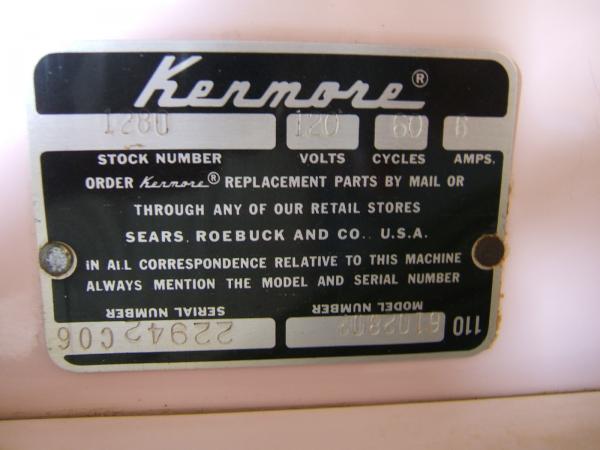 Kenmore®
1280 120 60 8
STOCK NUMBER VOLTS CYCLES AMPS.
ORDER Kenmore® REPLACEMENT PARTS BY MAIL OR
THROUGH ANY OF OUR RETAIL STORES
SEARS, ROEBUCK AND CO., U.S.A.
IN ALL CORRESPONDENCE RELATIVE TO THIS MACHINE
ALWAYS MENTION THE MODEL AND SERIAL NUMBER
110 6102802 22942C06
MODEL NUMBER SERIAL NUMBER